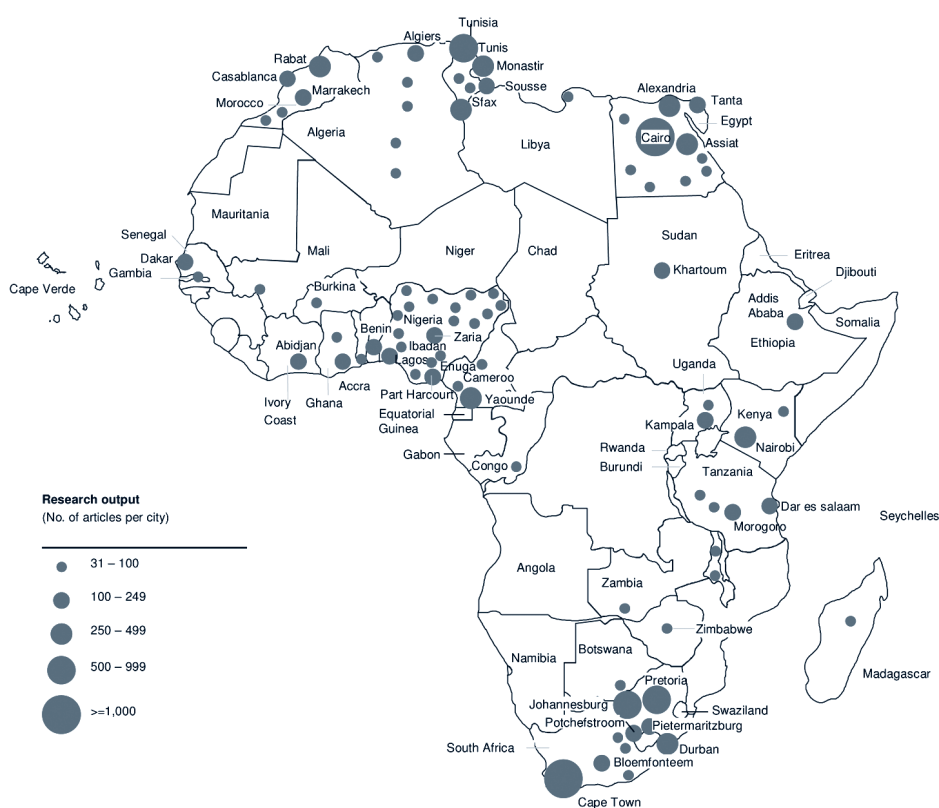 Tunisia
Algiers
Tunis
Rabat
Monastir
Casablanca
Marrakech
Sousse
Alexandria
Morocco
Sfax
Tanta
Egypt
Algeria
Libya
Cairo
Assiat
Mauritania
Senegal
Mali
Niger
Chad
Sudan
Dakar
Eritrea
Gambia
Khartoum
Djibouti
Cape Verde
Burkina
Addis
Ababa
Nigeria
Benin
Zaria
Somalia
Abidjan
Ibadan
Ethiopia
Lagos
Enuga
Uganda
Cameroo
Accra
Part Harcourt
Ivory
Coast
Ghana
Yaounde
Equatorial
Guinea
Kenya
Kampala
Nairobi
Gabon
Rwanda
Congo
Burundi
Tanzania
Research output
(No. of articles per city)
Dar es salaam
Seychelles
Morogoro
31 – 100
Angola
Zambia
100 – 249
250 – 499
Zimbabwe
Botswana
Namibia
500 – 999
Madagascar
Pretoria
Johannesburg
Swaziland
>=1,000
Potchefstroom
Pietermaritzburg
South Africa
Durban
Bloemfonteem
Cape Town